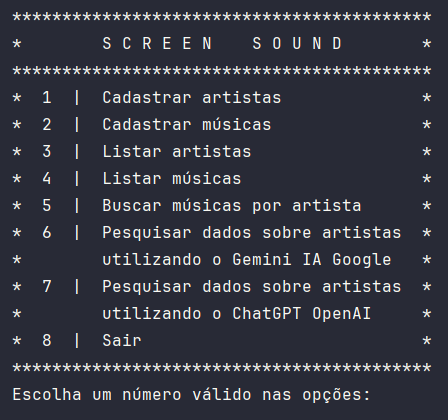 ******************************************
*        S C R E E N    S O U N D        *
******************************************
*  1  |  Cadastrar artistas              *
*  2  |  Cadastrar músicas               *
*  3  |  Listar artistas                 *
*  4  |  Listar músicas                  *
*  5  |  Buscar músicas por artista      *
*  6  |  Pesquisar dados sobre artistas  *
*        utilizando o Gemini IA Google   *
*  7  |  Pesquisar dados sobre artistas  *
*        utilizando o ChatGPT OpenAI     *
*  8  |  Sair                            *
******************************************
Escolha um número válido nas opções: